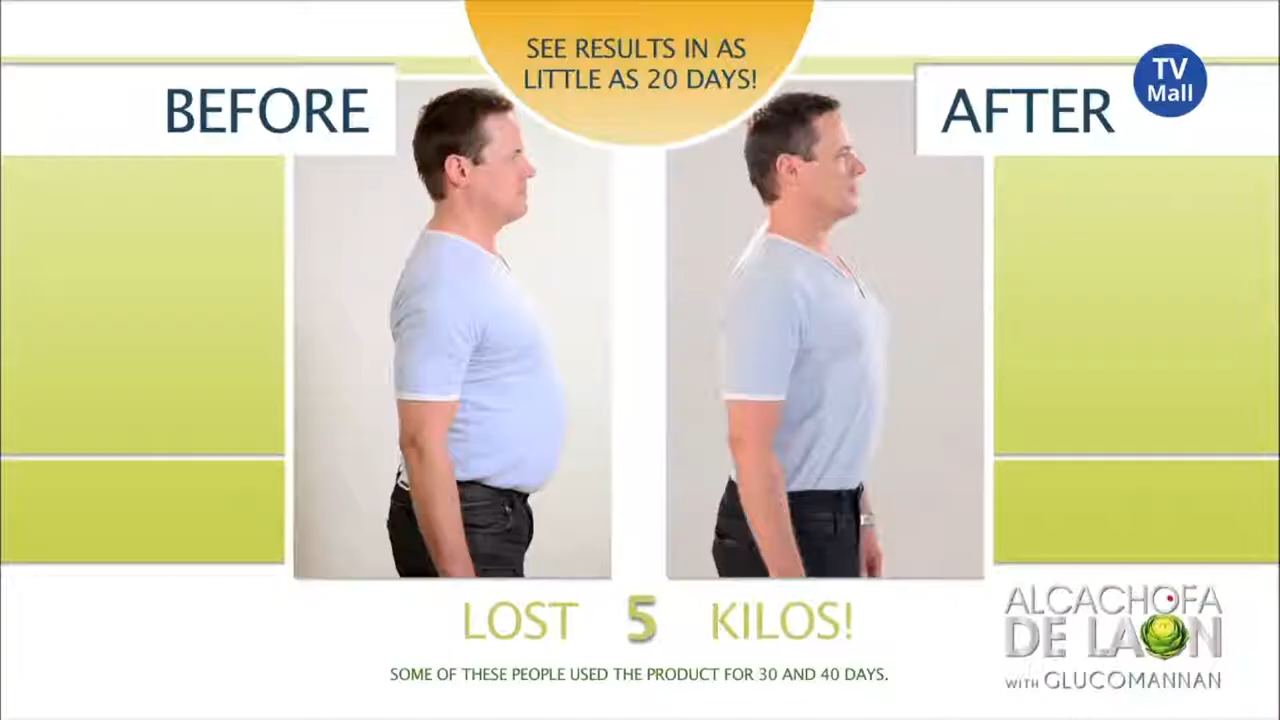 SEE RESULTS IN AS
LITTLE AS 20 DAYS!
TV
Mall
BEFORE
AFTER
LOST 5 KILOS!
SOME OF THESE PEOPLE USED THE PRODUCT FOR 30 AND 40 DAYS.
ALCACHOFA
DE LAON
WITH GLUCOMANNAN